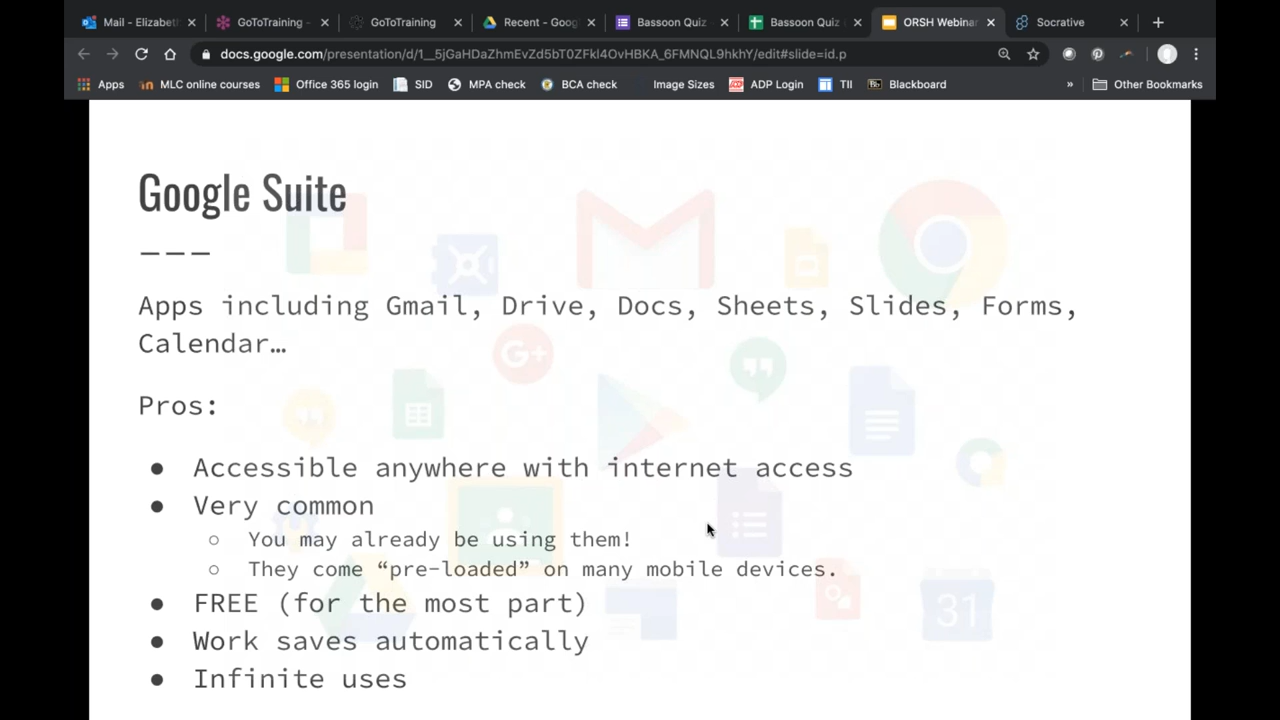 Mail - Elizabeth
GoToTraining -
GoToTraining
Recent - Goog
Bassoon Quiz
Bassoon Quiz (
ORSH Webinar
Socrative
docs.google.com/presentation/d/1__5jGaHDaZhmEvZd5bT0ZFkl4OvHBKA_6FMNQL9hkhY/edit#slide=id.p
Apps
MLC online courses
Office 365 login
SID
MPA check
BCA check
Image Sizes
ADP Login
TII
Bb
Blackboard
»
Other Bookmarks
Google Suite
———
Apps including Gmail, Drive, Docs, Sheets, Slides, Forms,
Calendar…
Pros:
● Accessible anywhere with internet access
● Very common
○ You may already be using them!
○ They come “pre-loaded” on many mobile devices.
● FREE (for the most part)
● Work saves automatically
● Infinite uses
G+
31